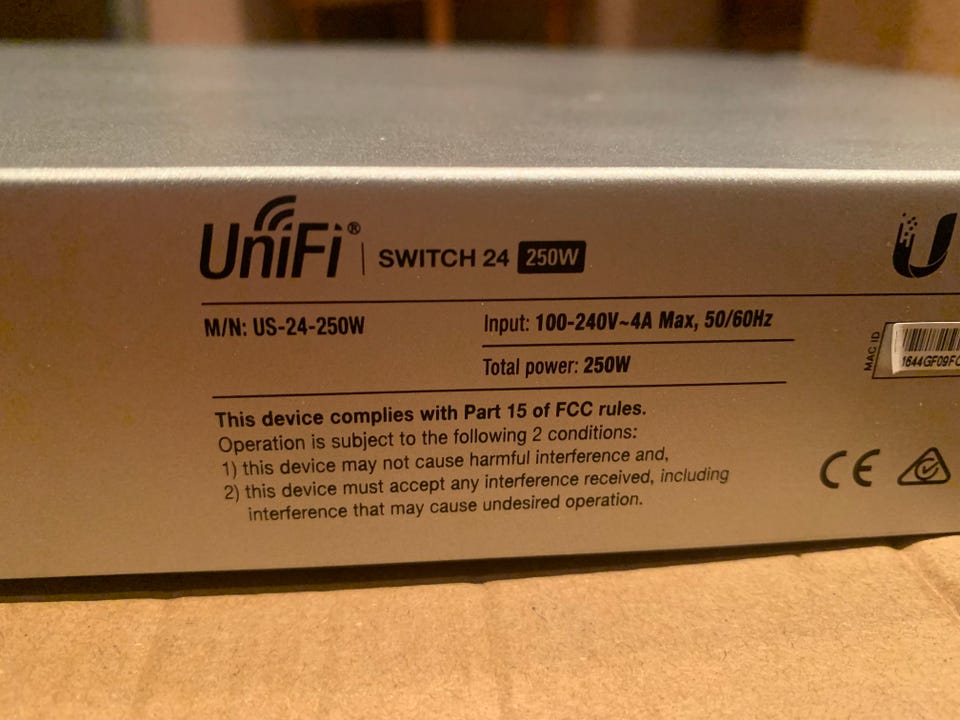 UniFi® | SWITCH 24 250W
M/N: US-24-250W
Input: 100-240V~4A Max, 50/60Hz
Total power: 250W
MAC ID
This device complies with Part 15 of FCC rules.
Operation is subject to the following 2 conditions:
1) this device may not cause harmful interference and,
2) this device must accept any interference received, including
interference that may cause undesired operation.
CE